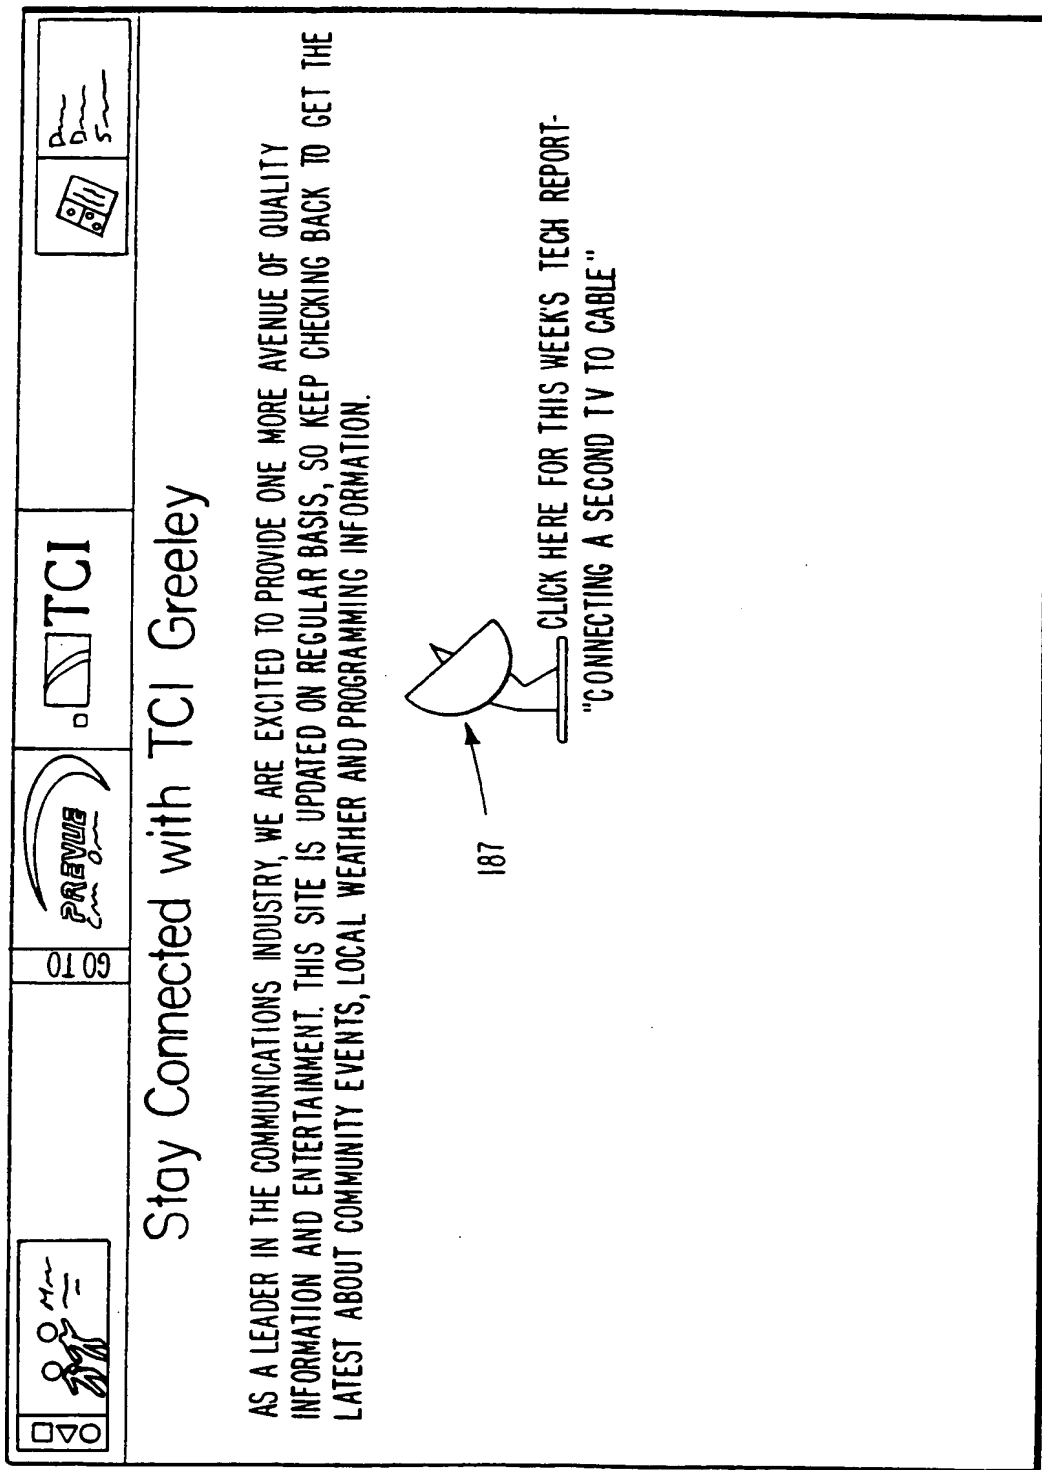 GO TO
PREVUE
TCI
Stay Connected with TCI Greeley
AS A LEADER IN THE COMMUNICATIONS INDUSTRY, WE ARE EXCITED TO PROVIDE ONE MORE AVENUE OF QUALITY
INFORMATION AND ENTERTAINMENT. THIS SITE IS UPDATED ON REGULAR BASIS, SO KEEP CHECKING BACK TO GET THE
LATEST ABOUT COMMUNITY EVENTS, LOCAL WEATHER AND PROGRAMMING INFORMATION.
187
CLICK HERE FOR THIS WEEK'S TECH REPORT-
"CONNECTING A SECOND TV TO CABLE"